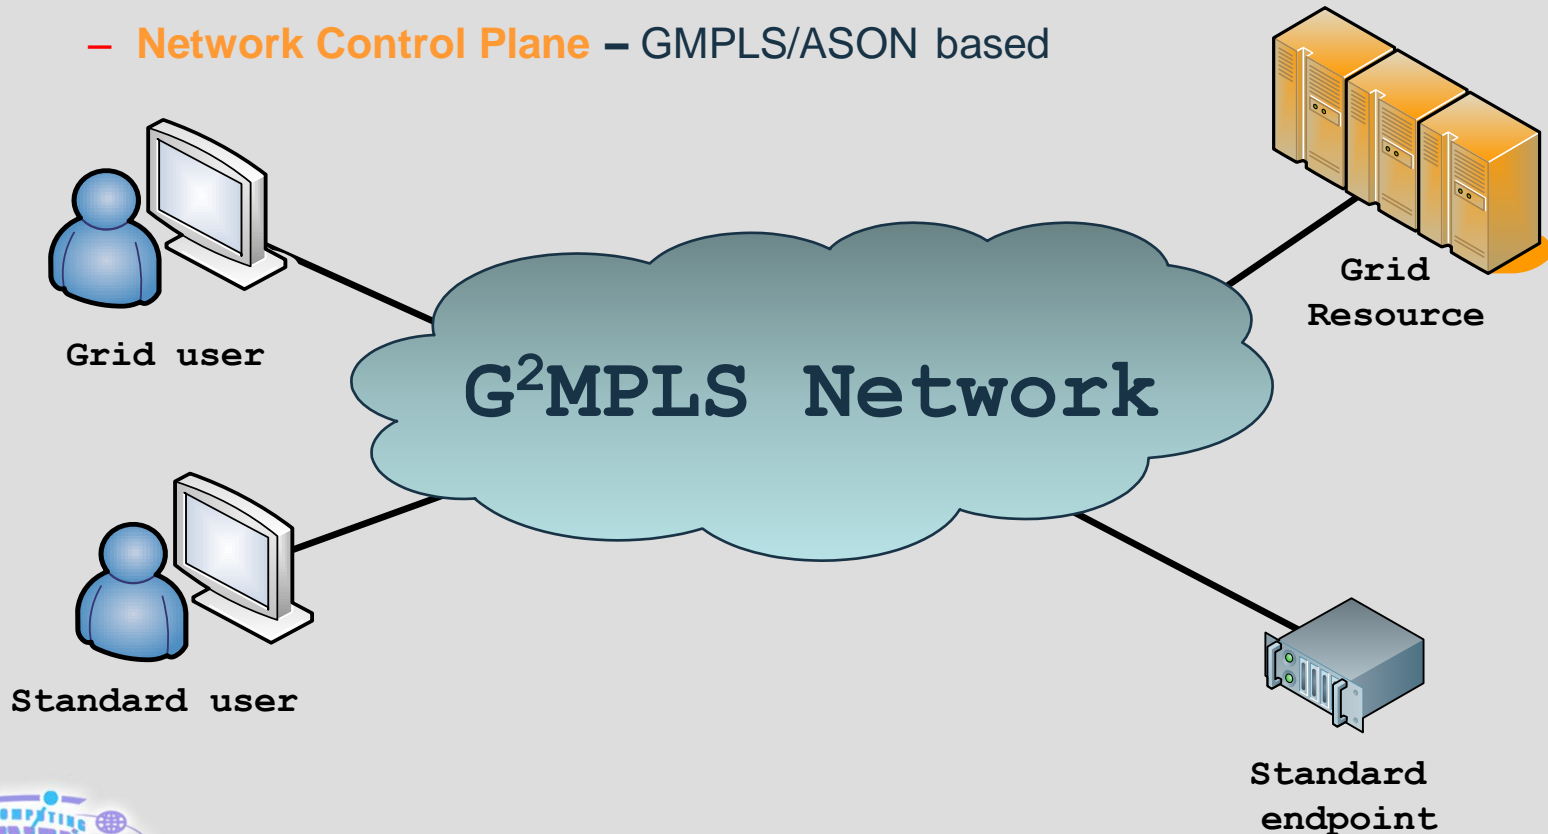 – Network Control Plane – GMPLS/ASON based
Grid
Resource
Grid user
G²MPLS Network
Standard user
Standard
endpoint